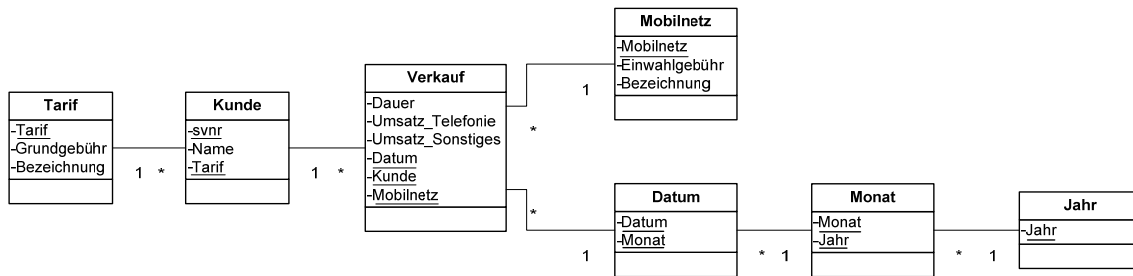 Mobilnetz
-Mobilnetz
-Einwahlgebühr
-Bezeichnung
Verkauf
-Dauer
-Umsatz_Telefonie
-Umsatz_Sonstiges
-Datum
-Kunde
-Mobilnetz
Tarif
-Tarif
-Grundgebühr
-Bezeichnung
Kunde
-svnr
-Name
-Tarif
1
*
1 *
1 *
*
1
Datum
-Datum
-Monat
Monat
-Monat
-Jahr
Jahr
-Jahr
* 1
* 1